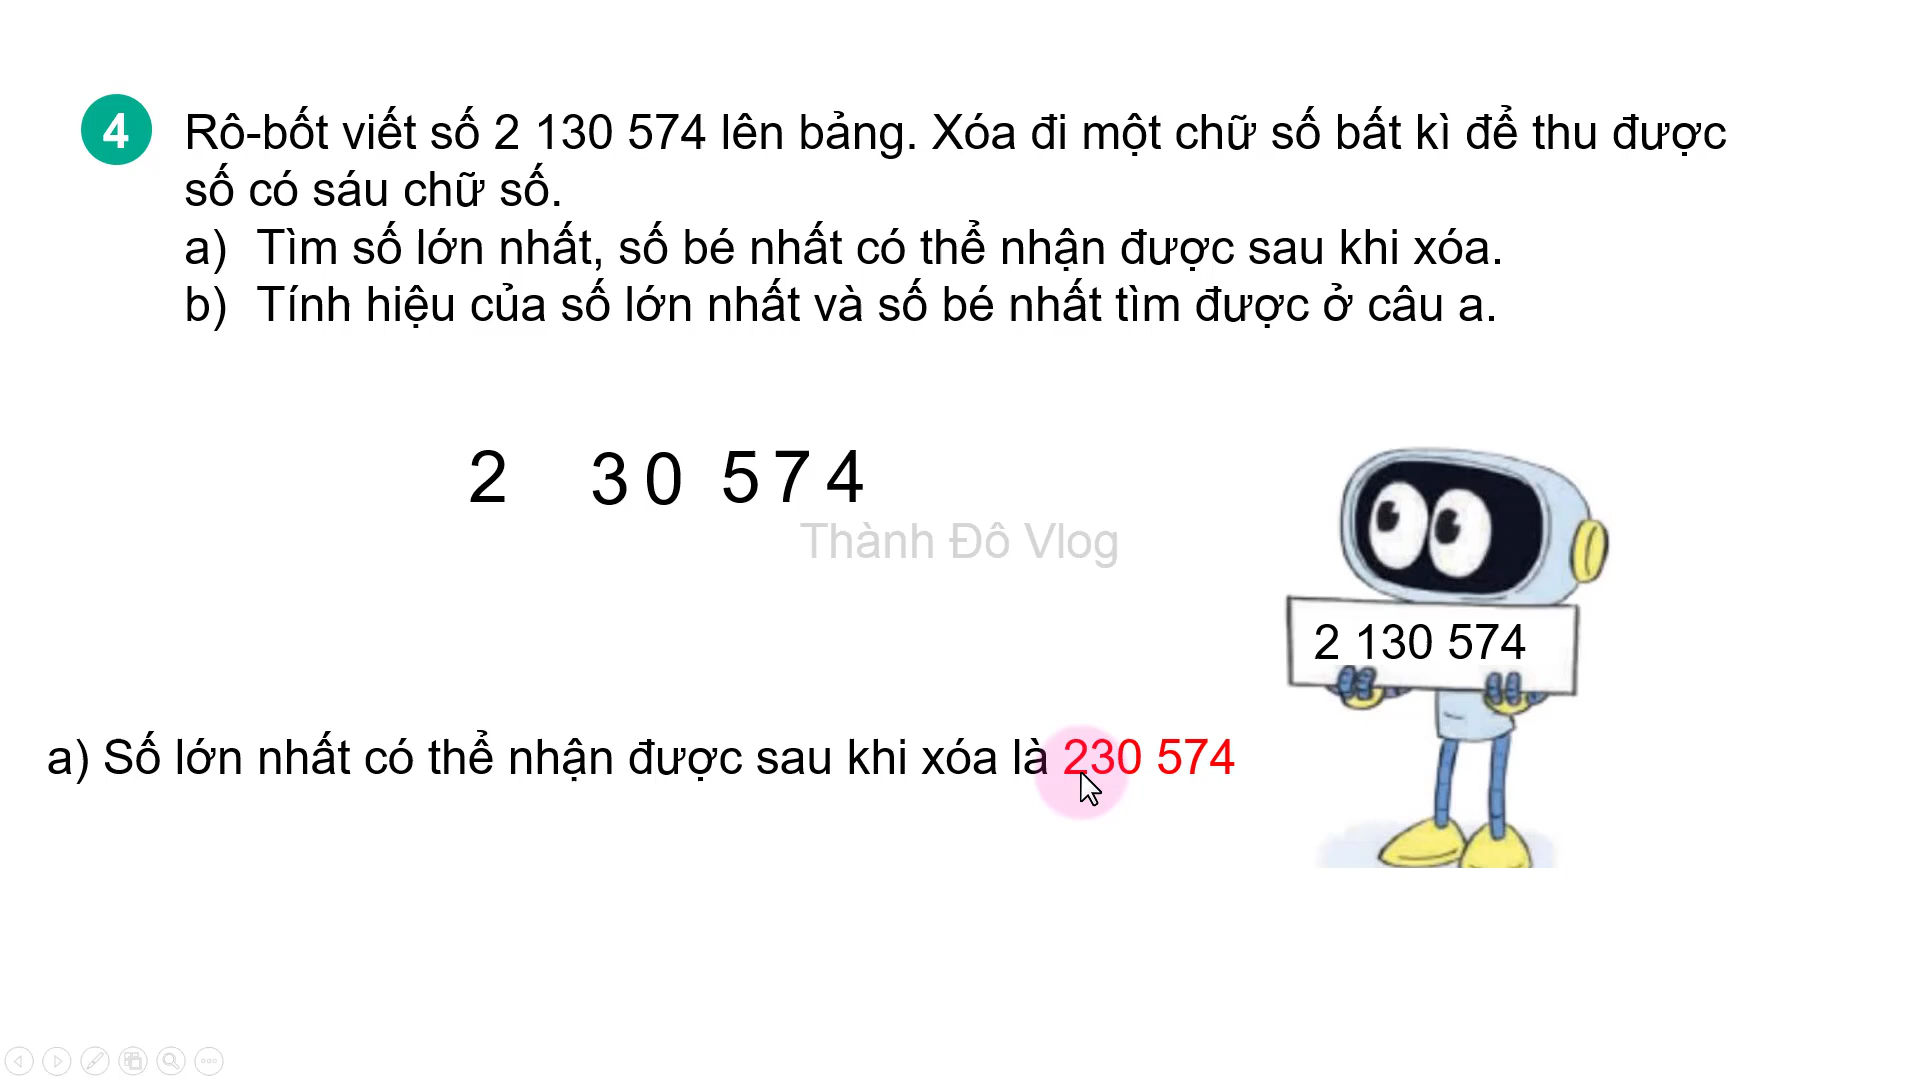 4
Rô-bốt viết số 2 130 574 lên bảng. Xóa đi một chữ số bất kì để thu được
số có sáu chữ số.
a) Tìm số lớn nhất, số bé nhất có thể nhận được sau khi xóa.
b) Tính hiệu của số lớn nhất và số bé nhất tìm được ở câu a.
2 30 574
Thành Đô Vlog
2 130 574
a) Số lớn nhất có thể nhận được sau khi xóa là 230 574